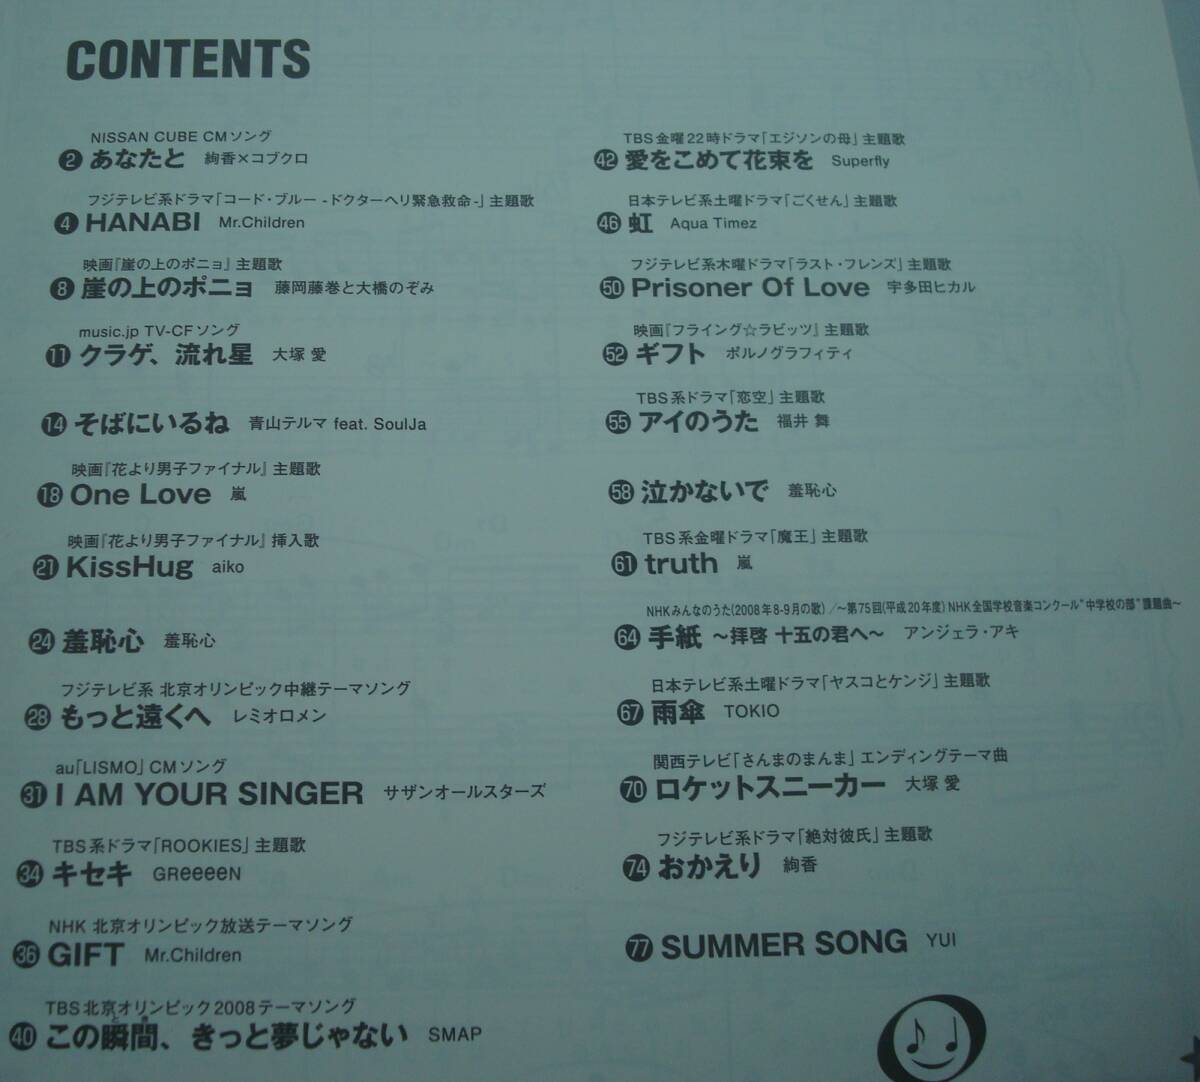 CONTENTS
NISSAN CUBE CMソング
2 あなたと 絢香×コブクロ
フジテレビ系ドラマ「コード・ブルー -ドクターヘリ緊急救命-」主題歌
4 HANABI Mr.Children
映画『崖の上のポニョ』主題歌
8 崖の上のポニョ 藤岡藤巻と大橋のぞみ
music.jp TV-CFソング
11 クラゲ、流れ星 大塚 愛
14 そばにいるね 青山テルマ feat. SoulJa
映画『花より男子ファイナル』主題歌
18 One Love 嵐
映画『花より男子ファイナル』挿入歌
21 KissHug aiko
24 羞恥心 羞恥心
フジテレビ系 北京オリンピック中継テーマソング
28 もっと遠くへ レミオロメン
au「LISMO」CMソング
31 I AM YOUR SINGER サザンオールスターズ
TBS系ドラマ「ROOKIES」主題歌
34 キセキ GReeeeN
NHK 北京オリンピック放送テーマソング
36 GIFT Mr.Children
TBS北京オリンピック2008テーマソング
40 この瞬間、きっと夢じゃない SMAP
TBS金曜22時ドラマ「エジソンの母」主題歌
42 愛をこめて花束を Superfly
日本テレビ系土曜ドラマ「ごくせん」主題歌
46 虹 Aqua Timez
フジテレビ系木曜ドラマ「ラスト・フレンズ」主題歌
50 Prisoner Of Love 宇多田ヒカル
映画『フライング☆ラビッツ』主題歌
52 ギフト ポルノグラフィティ
TBS系ドラマ「恋空」主題歌
55 アイのうた 福井 舞
58 泣かないで 羞恥心
TBS系金曜ドラマ「魔王」主題歌
61 truth 嵐
NHKみんなのうた(2008年8-9月の歌)／〜第75回(平成20年度)NHK全国学校音楽コンクール"中学校の部"課題曲〜
64 手紙 〜拝啓 十五の君へ〜 アンジェラ・アキ
日本テレビ系土曜ドラマ「ヤスコとケンジ」主題歌
67 雨傘 TOKIO
関西テレビ「さんまのまんま」エンディングテーマ曲
70 ロケットスニーカー 大塚 愛
フジテレビ系ドラマ「絶対彼氏」主題歌
74 おかえり 絢香
77 SUMMER SONG YUI